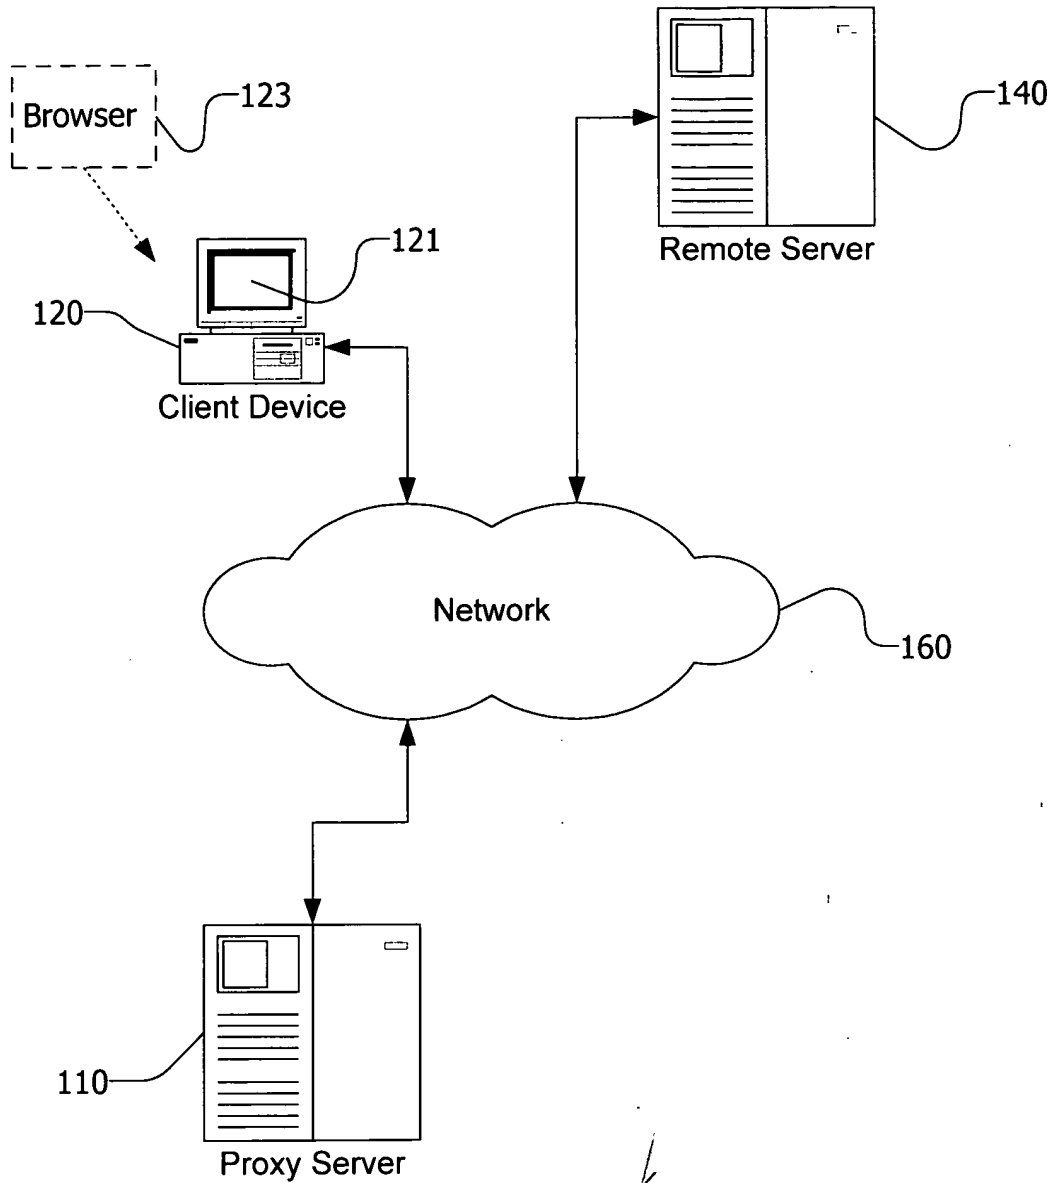 Browser
123
140
Remote Server
121
120
Client Device
Network
160
110
Proxy Server